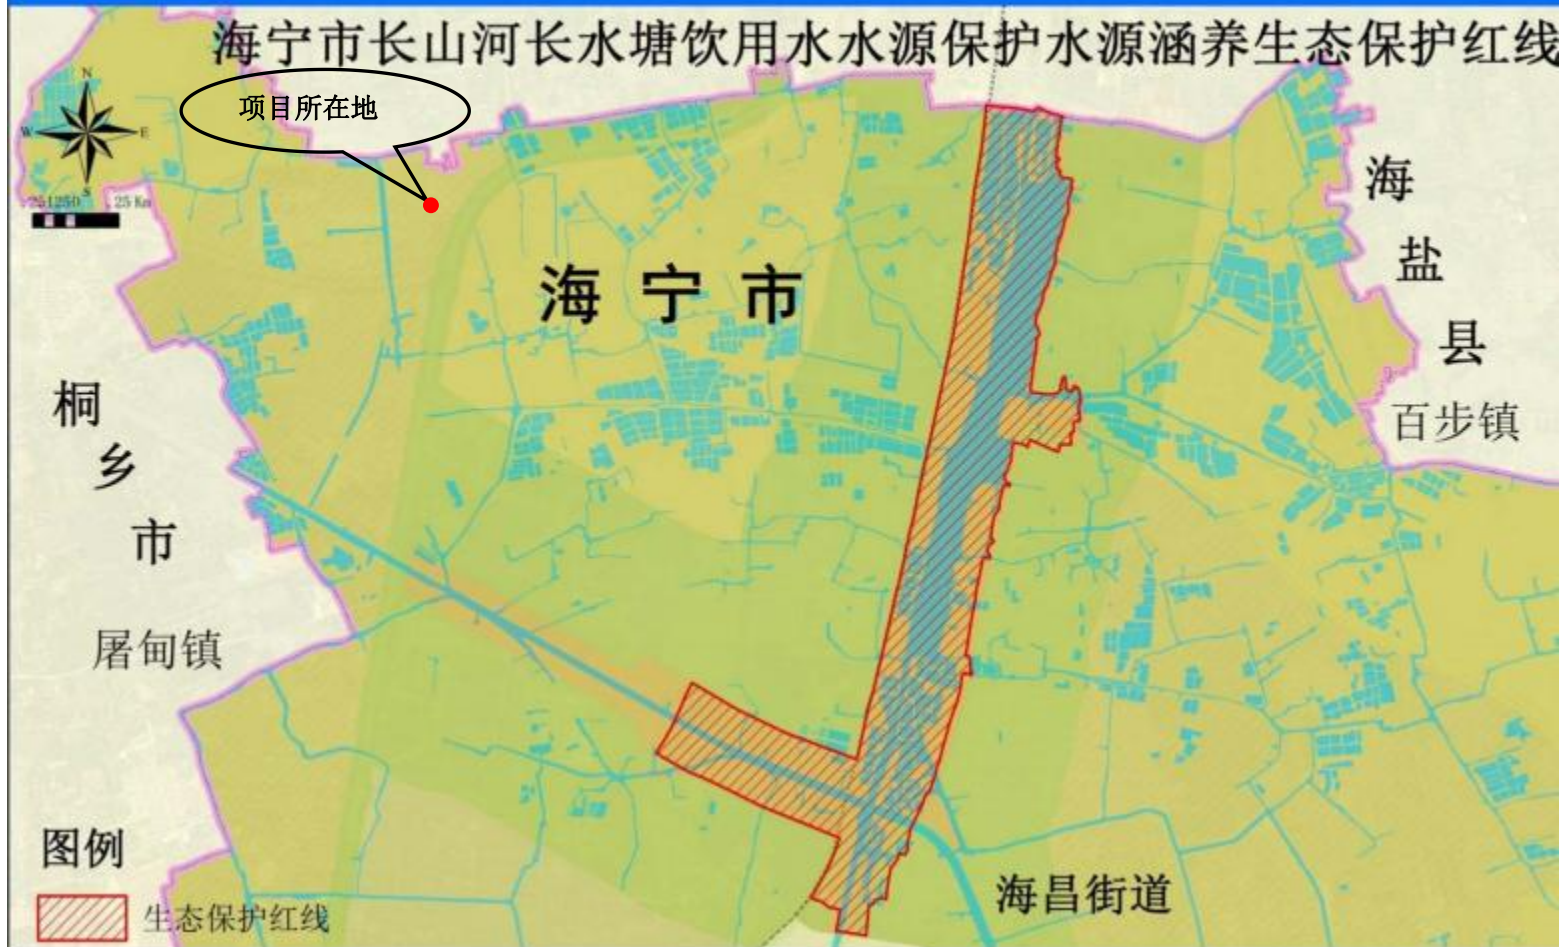 海宁市长山河长水塘饮用水水源保护水源涵养生态保护红线
项目所在地
N
W
E
S
.251250 .25 Km
海宁市
海盐县
百步镇
桐乡市
屠甸镇
海昌街道
图例
生态保护红线